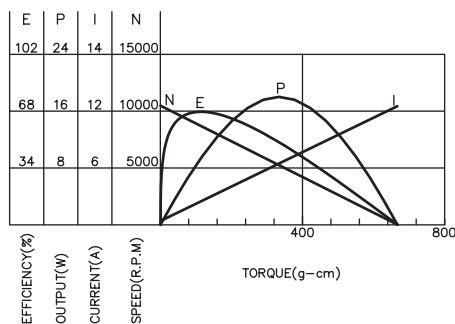 E P I N
102 24 14 15000
N E P I
68 16 12 10000
34 8 6 5000
400 800
EFFICIENCY(%)
OUTPUT(W)
CURRENT(A)
SPEED(R.P.M)
TORQUE(g-cm)